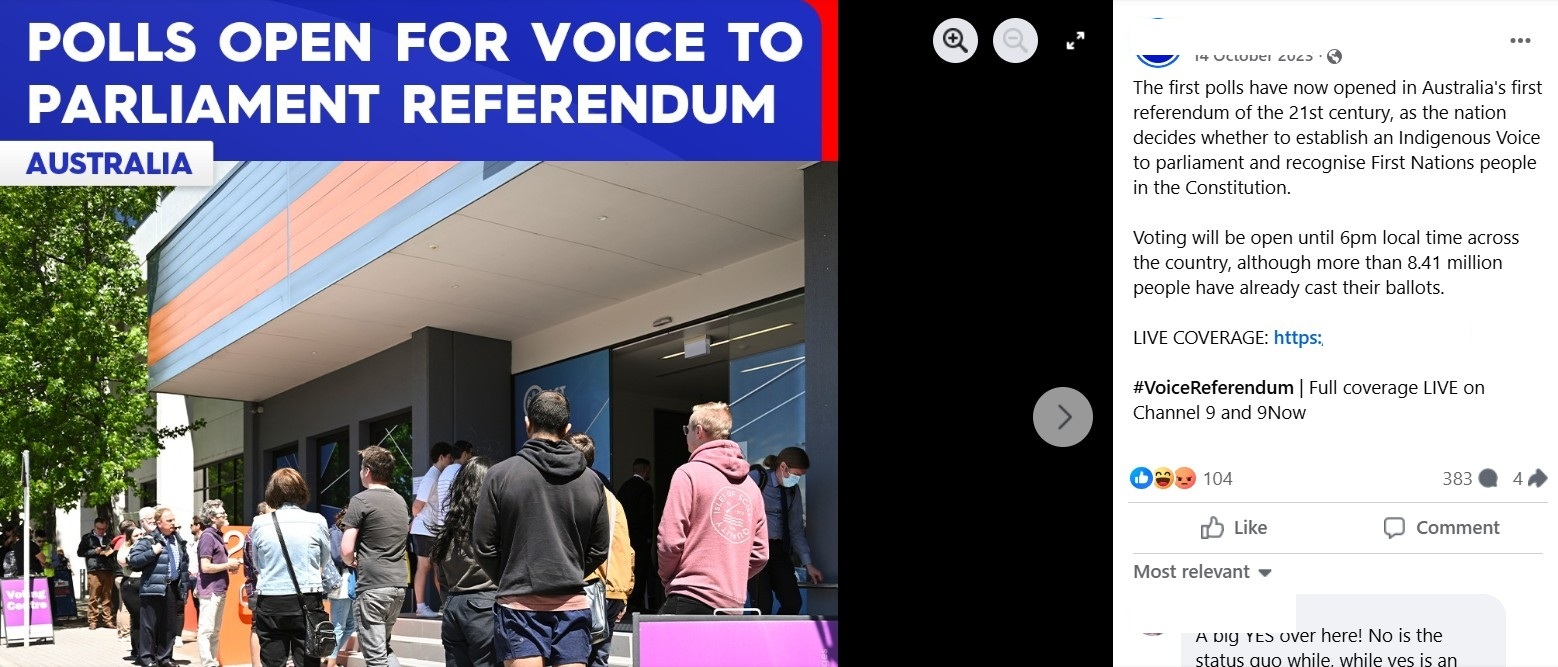 POLLS OPEN FOR VOICE TO
PARLIAMENT REFERENDUM
AUSTRALIA
Voting
Centre
14 October 2023
The first polls have now opened in Australia's first
referendum of the 21st century, as the nation
decides whether to establish an Indigenous Voice
to parliament and recognise First Nations people
in the Constitution.
Voting will be open until 6pm local time across
the country, although more than 8.41 million
people have already cast their ballots.
LIVE COVERAGE: https:
#VoiceReferendum | Full coverage LIVE on
Channel 9 and 9Now
104
383 4
Like Comment
Most relevant
A big YES over here! No is the
status quo while, while yes is an